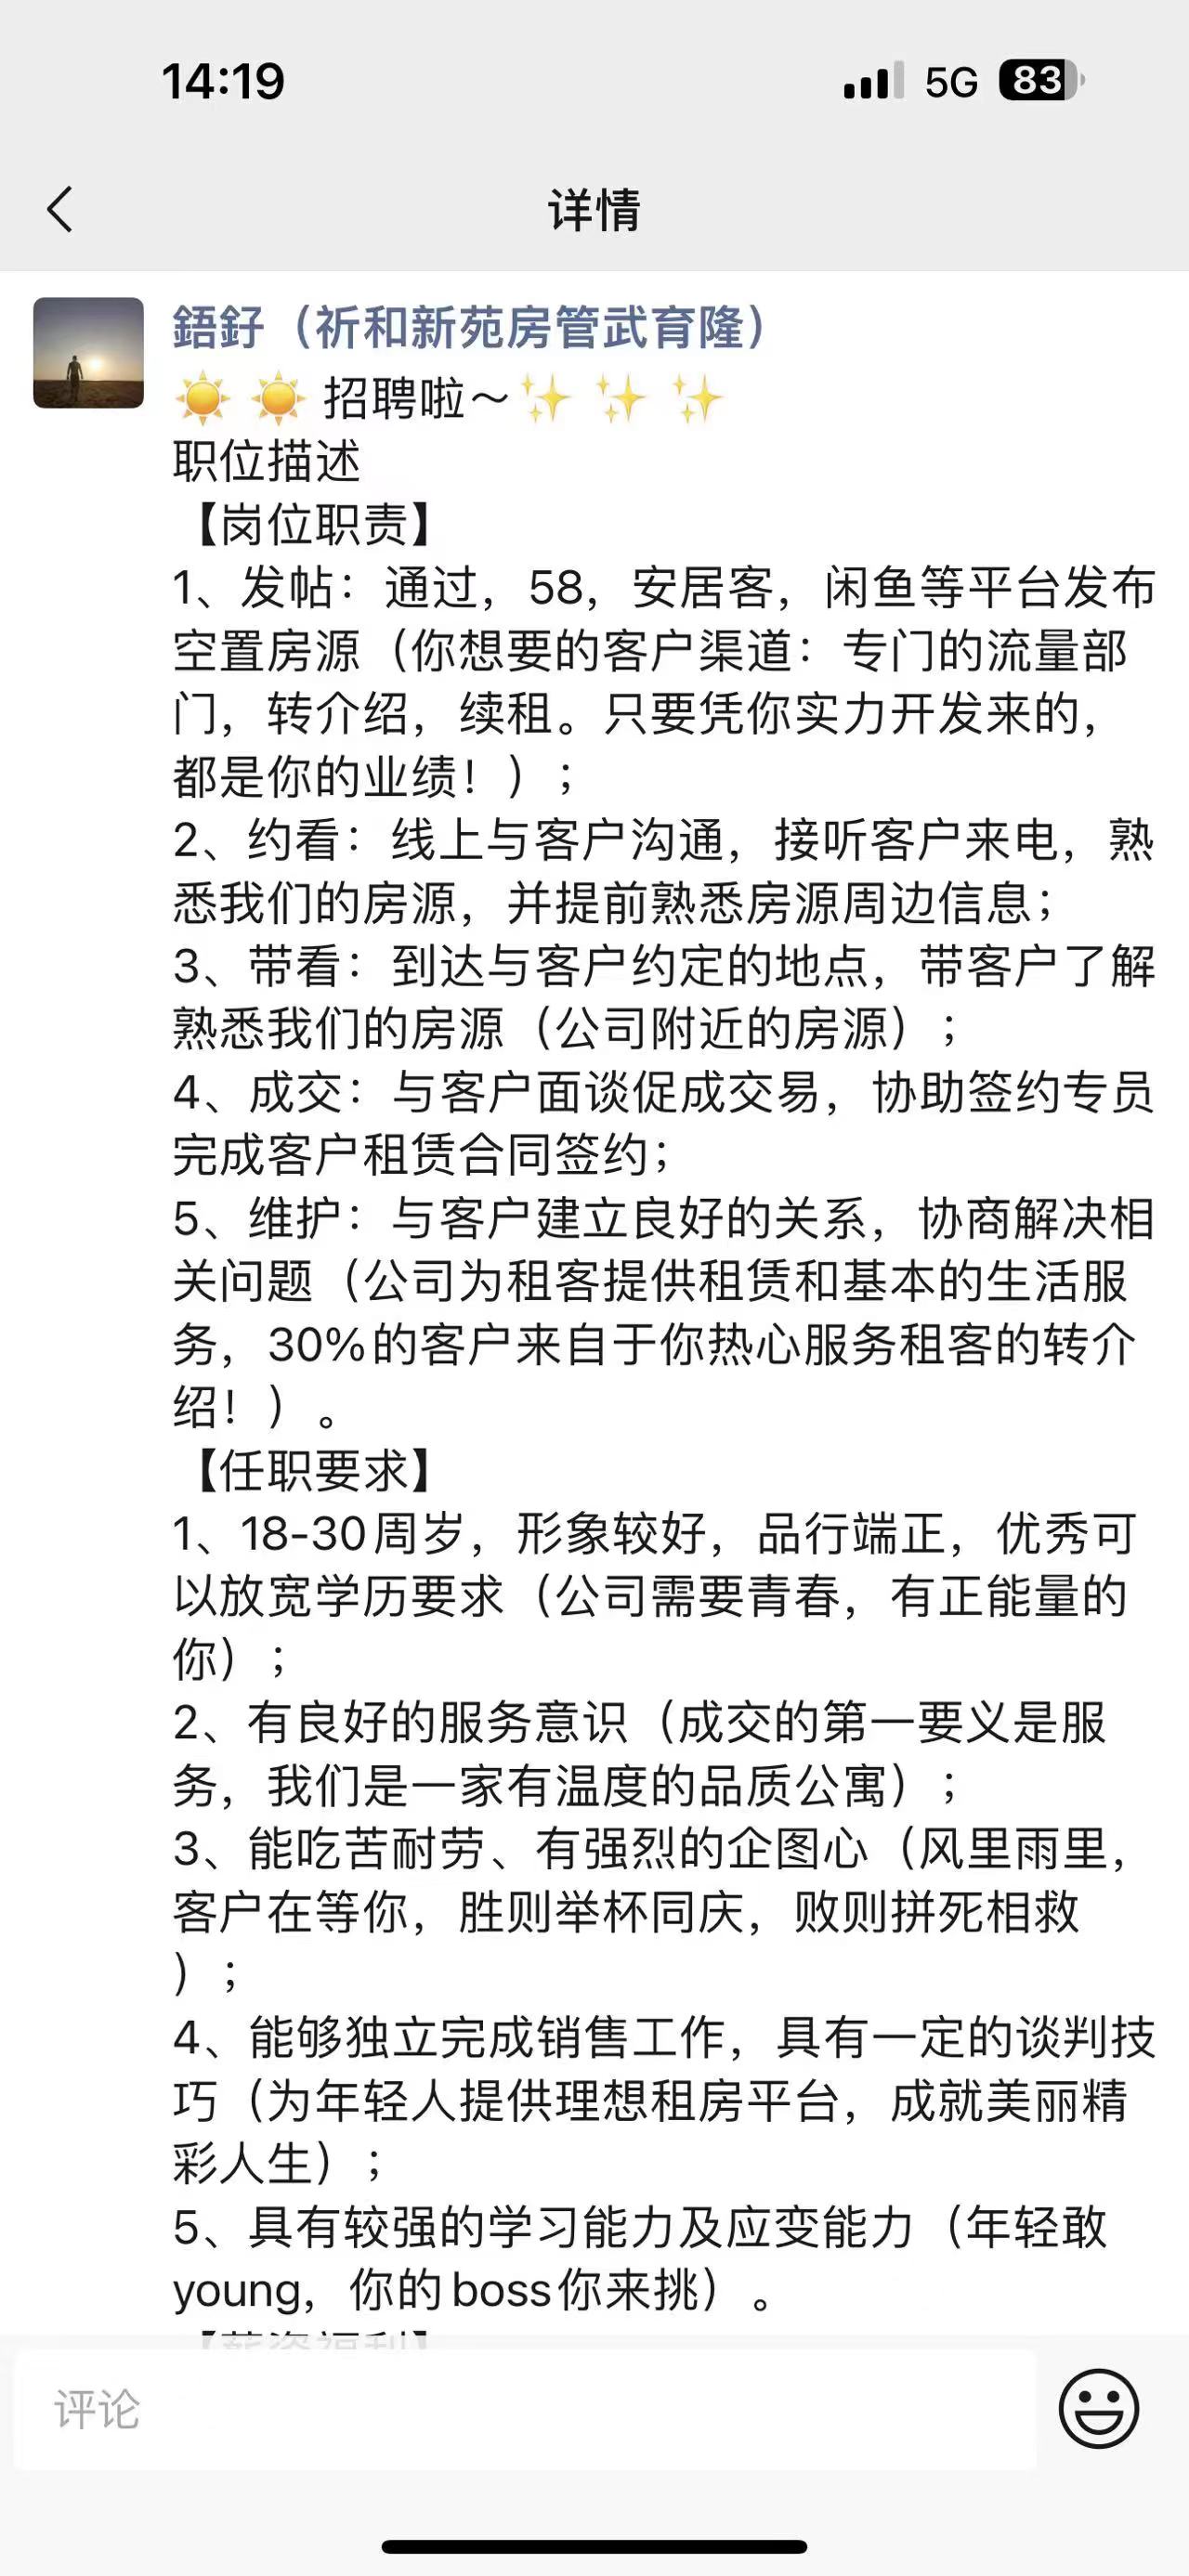 14:19
5G
83
详情
鋙釨（祈和新苑房管武育隆）
招聘啦～
职位描述
【岗位职责】
1、发帖：通过，58，安居客，闲鱼等平台发布
空置房源（你想要的客户渠道：专门的流量部
门，转介绍，续租。只要凭你实力开发来的，
都是你的业绩！）；
2、约看：线上与客户沟通，接听客户来电，熟
悉我们的房源，并提前熟悉房源周边信息；
3、带看：到达与客户约定的地点，带客户了解
熟悉我们的房源（公司附近的房源）；
4、成交：与客户面谈促成交易，协助签约专员
完成客户租赁合同签约；
5、维护：与客户建立良好的关系，协商解决相
关问题（公司为租客提供租赁和基本的生活服
务，30%的客户来自于你热心服务租客的转介
绍！）。
【任职要求】
1、18-30周岁，形象较好，品行端正，优秀可
以放宽学历要求（公司需要青春，有正能量的
你）；
2、有良好的服务意识（成交的第一要义是服
务，我们是一家有温度的品质公寓）；
3、能吃苦耐劳、有强烈的企图心（风里雨里，
客户在等你，胜则举杯同庆，败则拼死相救
）；
4、能够独立完成销售工作，具有一定的谈判技
巧（为年轻人提供理想租房平台，成就美丽精
彩人生）；
5、具有较强的学习能力及应变能力（年轻敢
young，你的boss你来挑）。
【薪资福利】
评论